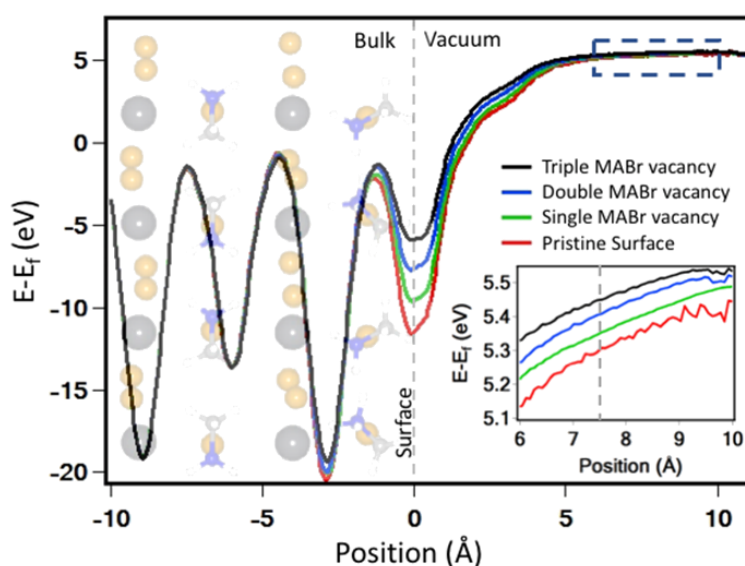 Bulk Vacuum
5
0
-5
-10
-15
-20
E-E_f (eV)
Surface
Triple MABr vacancy
Double MABr vacancy
Single MABr vacancy
Pristine Surface
5.5
5.4
5.3
5.2
5.1
E-E_f (eV)
6 7 8 9 10
Position (Å)
-10 -5 0 5 10
Position (Å)